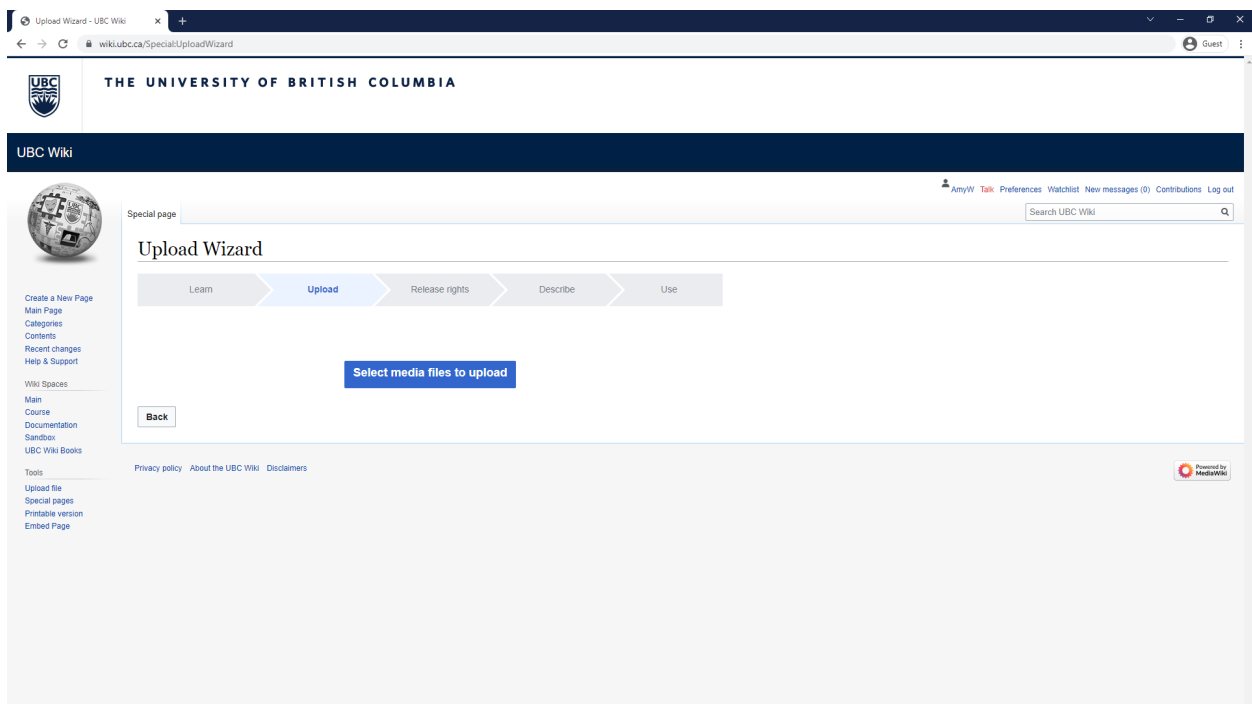 Upload Wizard - UBC Wiki
wiki.ubc.ca/Special:UploadWizard
Guest
UBC
THE UNIVERSITY OF BRITISH COLUMBIA
UBC Wiki
AmyW Talk Preferences Watchlist New messages (0) Contributions Log out
Special page
Search UBC Wiki
Upload Wizard
Learn Upload Release rights Describe Use
Select media files to upload
Back
Create a New Page
Main Page
Categories
Contents
Recent changes
Help & Support
Wiki Spaces
Main
Course
Documentation
Sandbox
UBC Wiki Books
Tools
Upload file
Special pages
Printable version
Embed Page
Privacy policy About the UBC Wiki Disclaimers
Powered by
MediaWiki